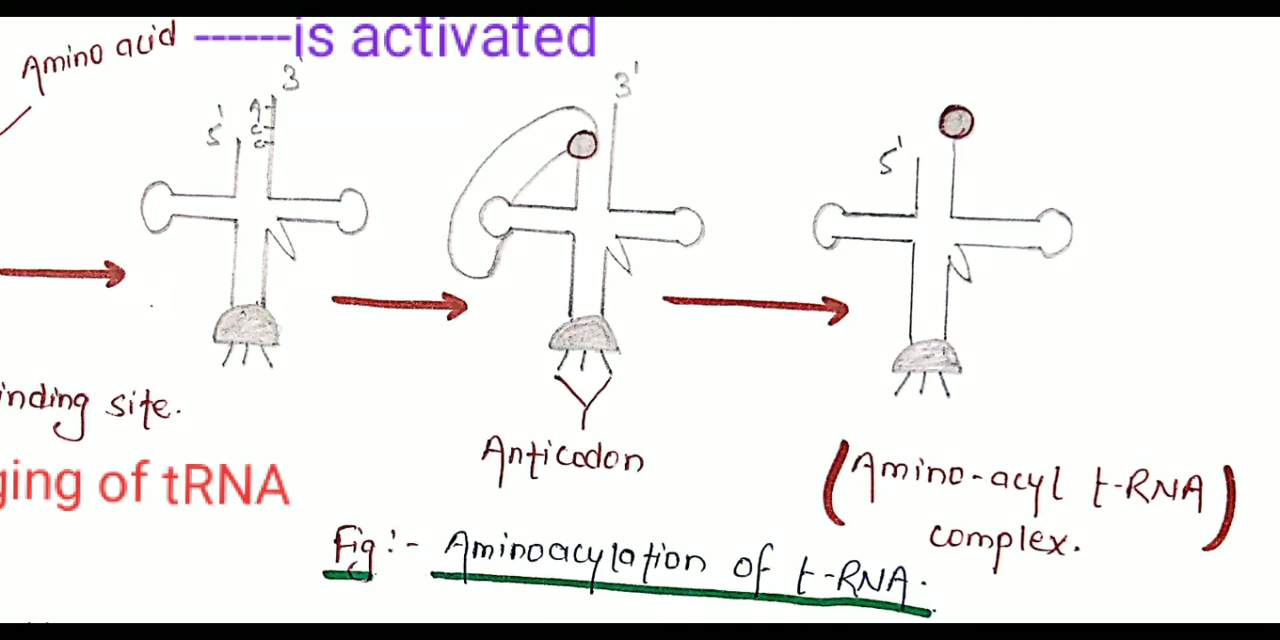 Amino acid ------is activated
3'
5'
A
C
C
3'
5'
inding site.
ging of tRNA
Anticodon
(Amino-acyl t-RNA)
complex.
Fig:- Aminoacylation of t-RNA.